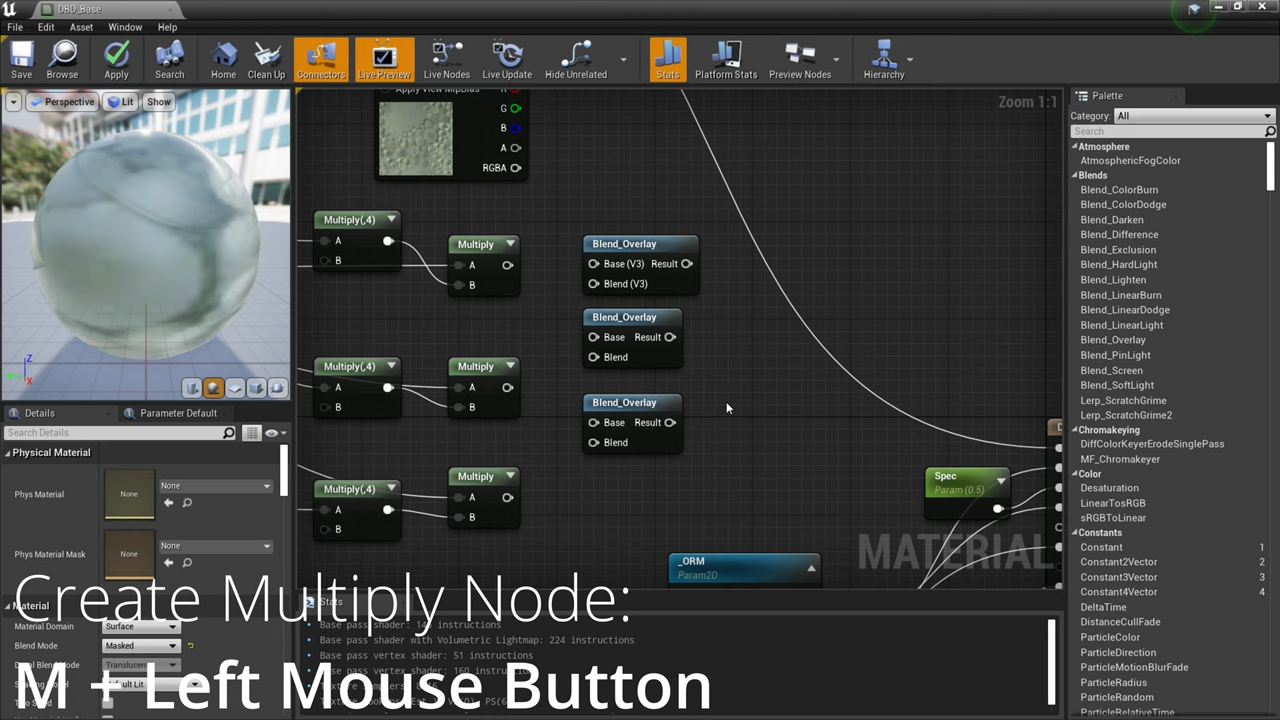 DBD_Base
File Edit Asset Window Help
Save Browse Apply Search Home Clean Up Connectors Live Preview Live Nodes Live Update Hide Unrelated Stats Platform Stats Preview Nodes Hierarchy
Perspective Lit Show
Zoom 1:1
Apply View MipBias
G
B
A
RGBA
Multiply(,4)
A
B
Multiply
A
B
Blend_Overlay
Base (V3) Result
Blend (V3)
Blend_Overlay
Base Result
Blend
Multiply(,4)
A
B
Multiply
A
B
Blend_Overlay
Base Result
Blend
Multiply(,4)
A
B
Multiply
A
B
Spec
Param (0.5)
_ORM
Param2D
MATERIAL
Z
X
Details
Parameter Default
Search Details
Physical Material
Phys Material
None
None
Phys Material Mask
None
None
Material
Material Domain
Surface
Blend Mode
Masked
Stats
Base pass shader with Volumetric Lightmap: 224 instructions
Base pass vertex shader: 51 instructions
Create Multiply Node:
M + Left Mouse Button
Palette
Category: All
Search
Atmosphere
AtmosphericFogColor
Blends
Blend_ColorBurn
Blend_ColorDodge
Blend_Darken
Blend_Difference
Blend_Exclusion
Blend_HardLight
Blend_Lighten
Blend_LinearBurn
Blend_LinearDodge
Blend_LinearLight
Blend_Overlay
Blend_PinLight
Blend_Screen
Blend_SoftLight
Lerp_ScratchGrime
Lerp_ScratchGrime2
Chromakeying
DiffColorKeyerErodeSinglePass
MF_Chromakeyer
Color
Desaturation
LinearTosRGB
sRGBToLinear
Constants
Constant 1
Constant2Vector 2
Constant3Vector 3
Constant4Vector 4
DeltaTime
DistanceCullFade
ParticleColor
ParticleDirection
ParticleMotionBlurFade
ParticleRadius
ParticleRandom
ParticleRelativeTime